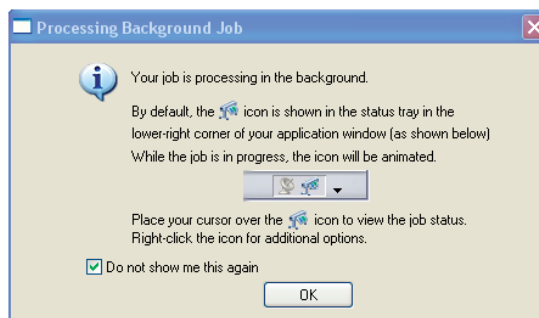 Processing Background Job
Your job is processing in the background.
By default, the icon is shown in the status tray in the
lower-right corner of your application window (as shown below)
While the job is in progress, the icon will be animated.
Place your cursor over the icon to view the job status.
Right-click the icon for additional options.
Do not show me this again
OK